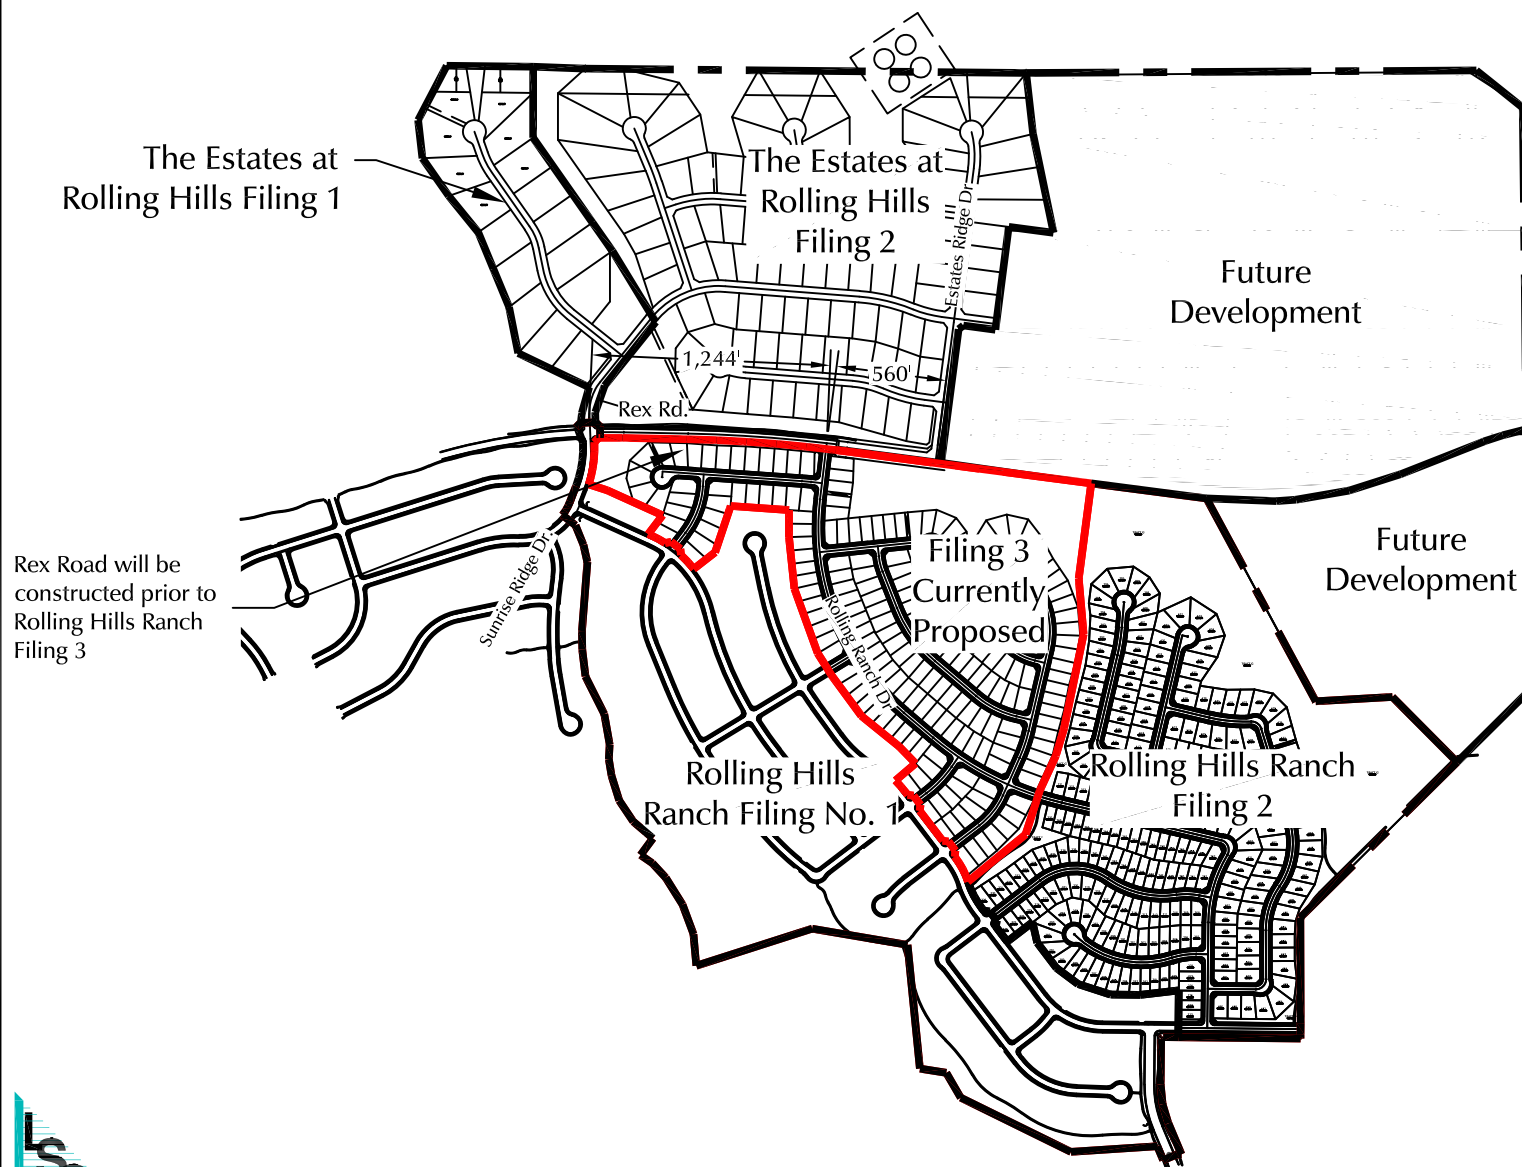 The Estates at
Rolling Hills Filing 1
The Estates at
Rolling Hills
Filing 2
Estates Ridge Dr
Future
Development
1,244'
560'
Rex Rd.
Rex Road will be
constructed prior to
Rolling Hills Ranch
Filing 3
Sunrise Ridge Dr.
Filing 3
Currently
Proposed
Rolling Ranch Dr
Future
Development
Rolling Hills
Ranch Filing No. 1
Rolling Hills Ranch
Filing 2
LS